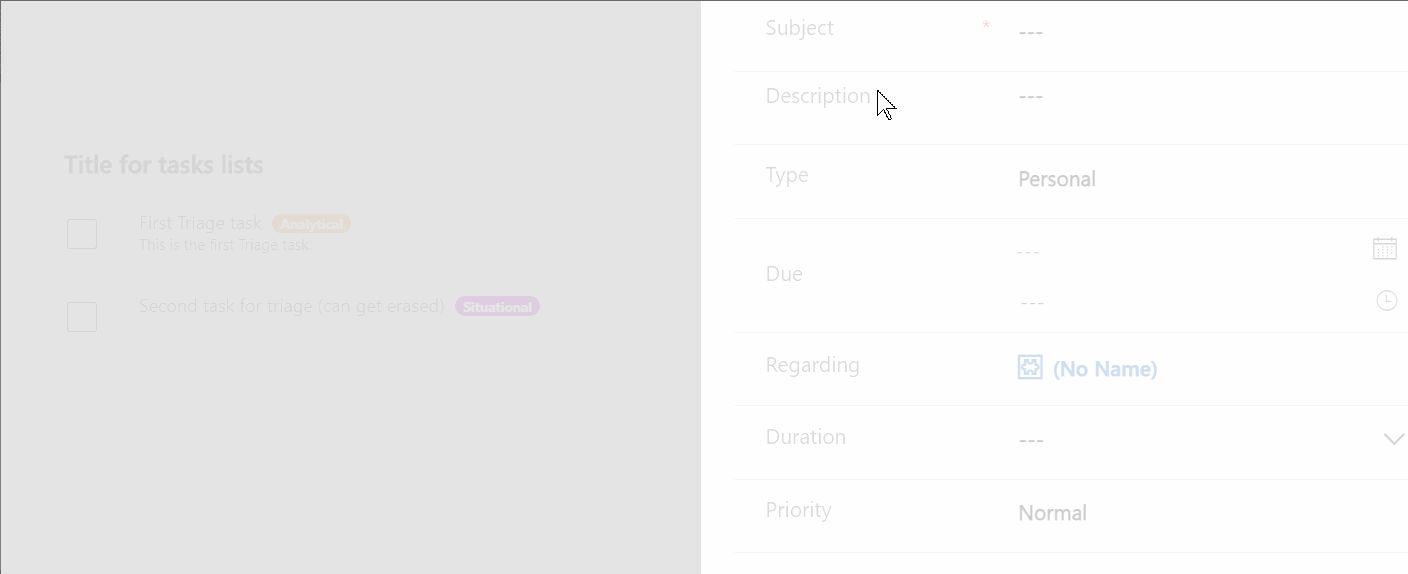 Title for tasks lists
First Triage task Analytical
This is the first Triage task
Second task for triage (can get erased) Situational
Subject * ---
Description ---
Type Personal
Due ---
---
Regarding (No Name)
Duration ---
Priority Normal